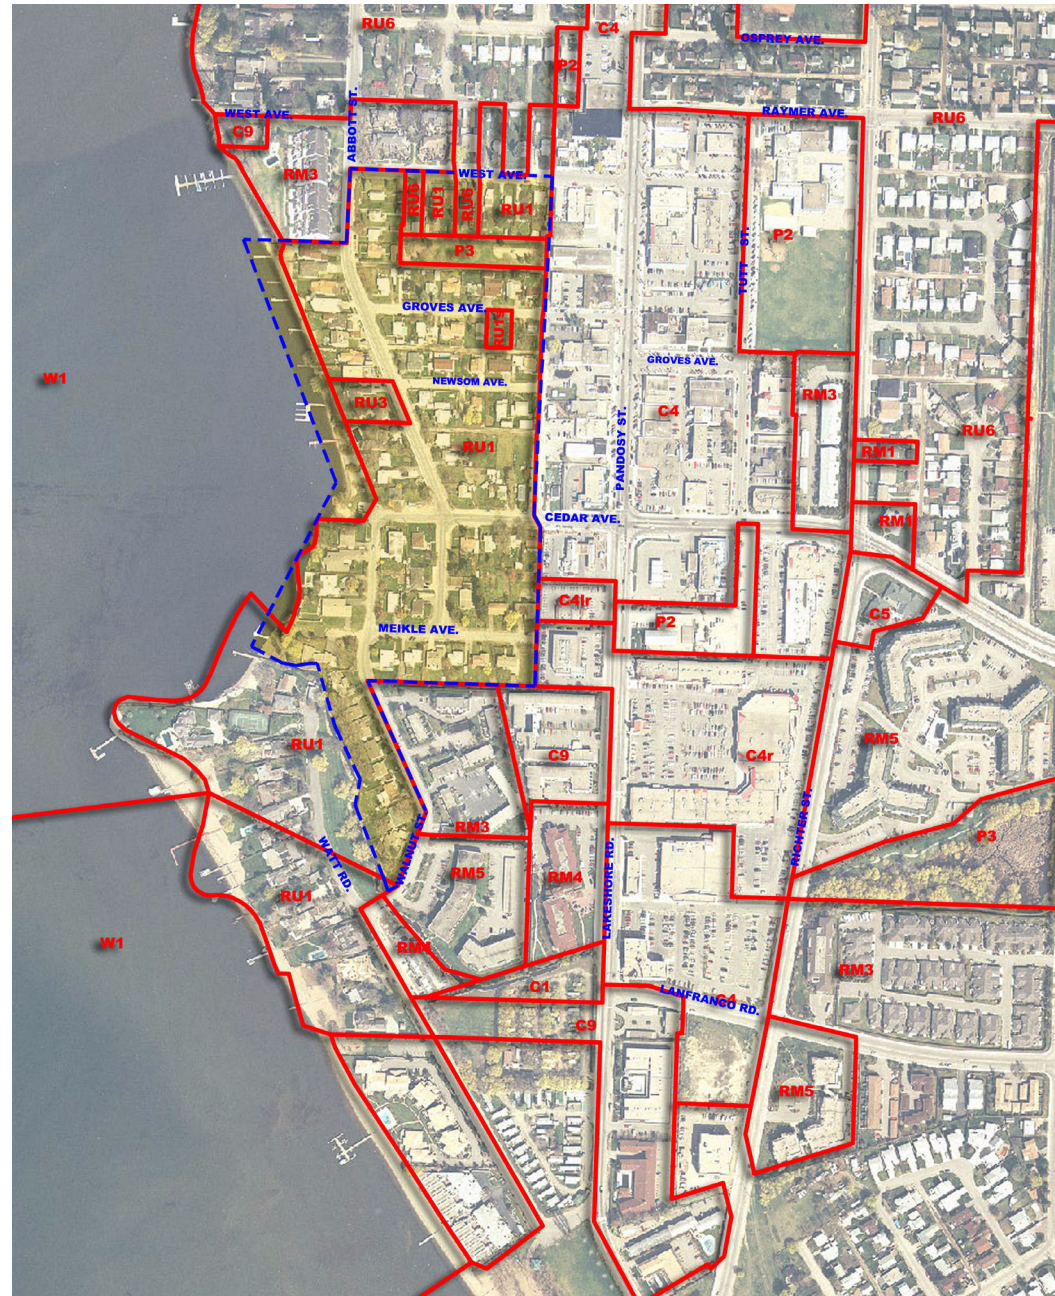 RU6
C4
OSPREY AVE.
P2
ABBOTT ST.
WEST AVE.
RAYMER AVE.
RU6
C9
RM3
WEST AVE.
RU6
RU1
RU6
RU1
TUTT ST.
P2
P3
GROVES AVE.
GROVES AVE.
W1
NEWSOM AVE.
RU3
C4
RM3
PANDOSY ST.
RU1
RU6
RM1
CEDAR AVE.
RM1
C4lr
P2
C5
MEIKLE AVE.
RU1
C9
C4r
RM5
RICHTER ST.
RM3
P3
WALNUT ST.
WATT RD.
RM5
RM4
LAKESHORE RD.
RU1
W1
RM4
RM3
C1
C4
LANFRANCO RD.
C9
RM5